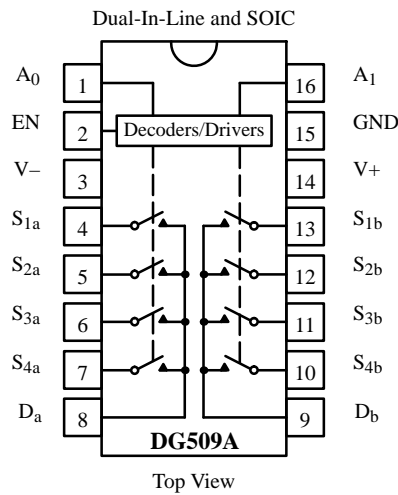 Dual-In-Line and SOIC
A0 1 16 A1
EN 2 Decoders/Drivers 15 GND
V– 3 14 V+
S1a 4 13 S1b
S2a 5 12 S2b
S3a 6 11 S3b
S4a 7 10 S4b
Da 8 9 Db
DG509A
Top View